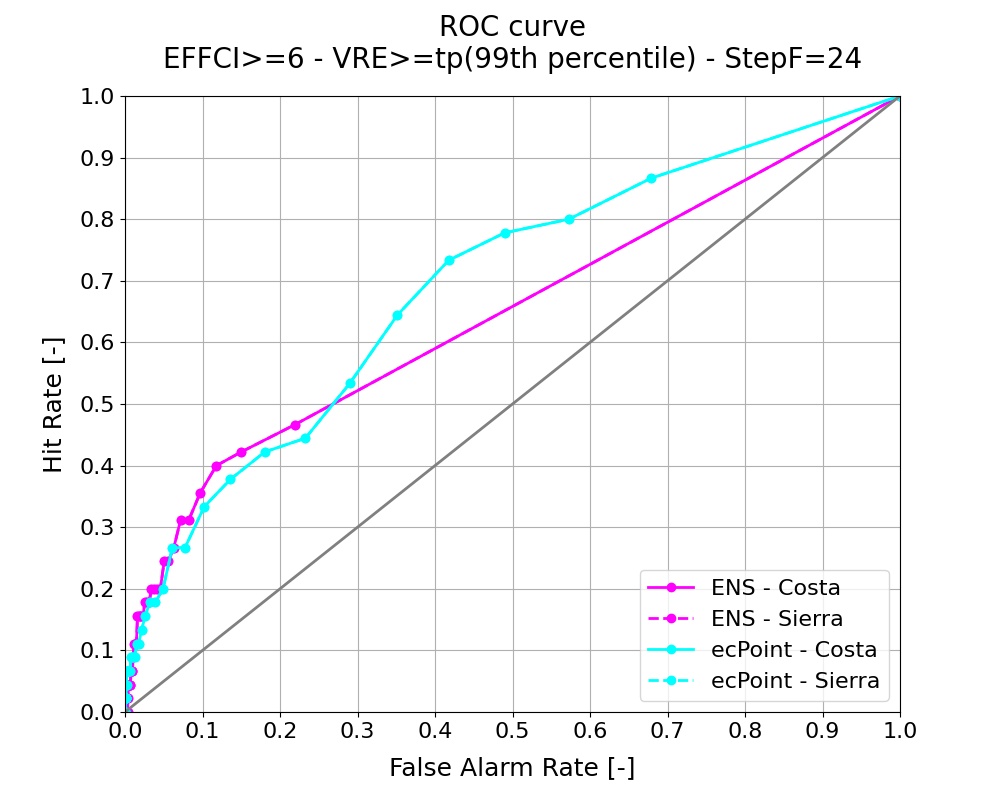 ROC curve
EFFCI>=6 - VRE>=tp(99th percentile) - StepF=24
1.0
0.9
0.8
0.7
0.6
0.5
0.4
0.3
0.2
0.1
0.0
Hit Rate [-]
ENS - Costa
ENS - Sierra
ecPoint - Costa
ecPoint - Sierra
0.0 0.1 0.2 0.3 0.4 0.5 0.6 0.7 0.8 0.9 1.0
False Alarm Rate [-]